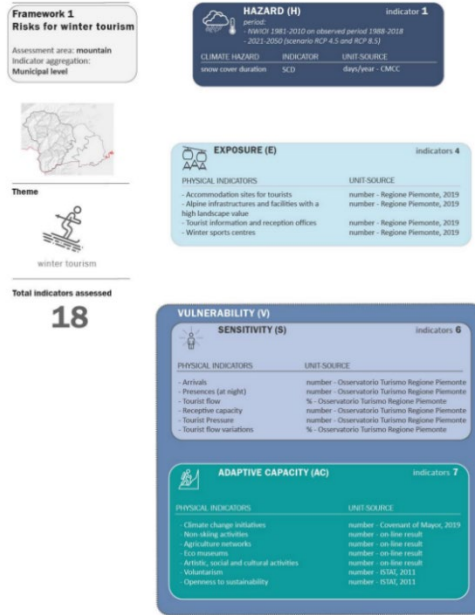 Framework 1
Risks for winter tourism
Assessment area: mountain
Indicator aggregation:
Municipal level
Theme
winter tourism
Total indicators assessed
18
HAZARD (H) indicator 1
period:
- NWIOI 1981-2010 on observed period 1988-2018
- 2021-2050 (scenario RCP 4.5 and RCP 8.5)
CLIMATE HAZARD INDICATOR UNIT-SOURCE
snow cover duration SCD days/year - CMCC
EXPOSURE (E) indicators 4
PHYSICAL INDICATORS UNIT-SOURCE
- Accommodation sites for tourists number - Regione Piemonte, 2019
- Alpine infrastructures and facilities with a number - Regione Piemonte, 2019
high landscape value
- Tourist information and reception offices number - Regione Piemonte, 2019
- Winter sports centres number - Regione Piemonte, 2019
VULNERABILITY (V)
SENSITIVITY (S) indicators 6
PHYSICAL INDICATORS UNIT-SOURCE
- Arrivals number - Osservatorio Turismo Regione Piemonte
- Presences (at night) number - Osservatorio Turismo Regione Piemonte
- Tourist flow % - Osservatorio Turismo Regione Piemonte
- Receptive capacity number - Osservatorio Turismo Regione Piemonte
- Tourist Pressure number - Osservatorio Turismo Regione Piemonte
- Tourist flow variations % - Osservatorio Turismo Regione Piemonte
ADAPTIVE CAPACITY (AC) indicators 7
PHYSICAL INDICATORS UNIT-SOURCE
- Climate change initiatives number - Covenant of Mayor, 2019
- Non-skiing activities number - on-line result
- Agriculture networks number - on-line result
- Eco museums number - on-line result
- Artistic, social and cultural activities number - on-line result
- Voluntarism number - ISTAT, 2011
- Openness to sustainability number - ISTAT, 2011